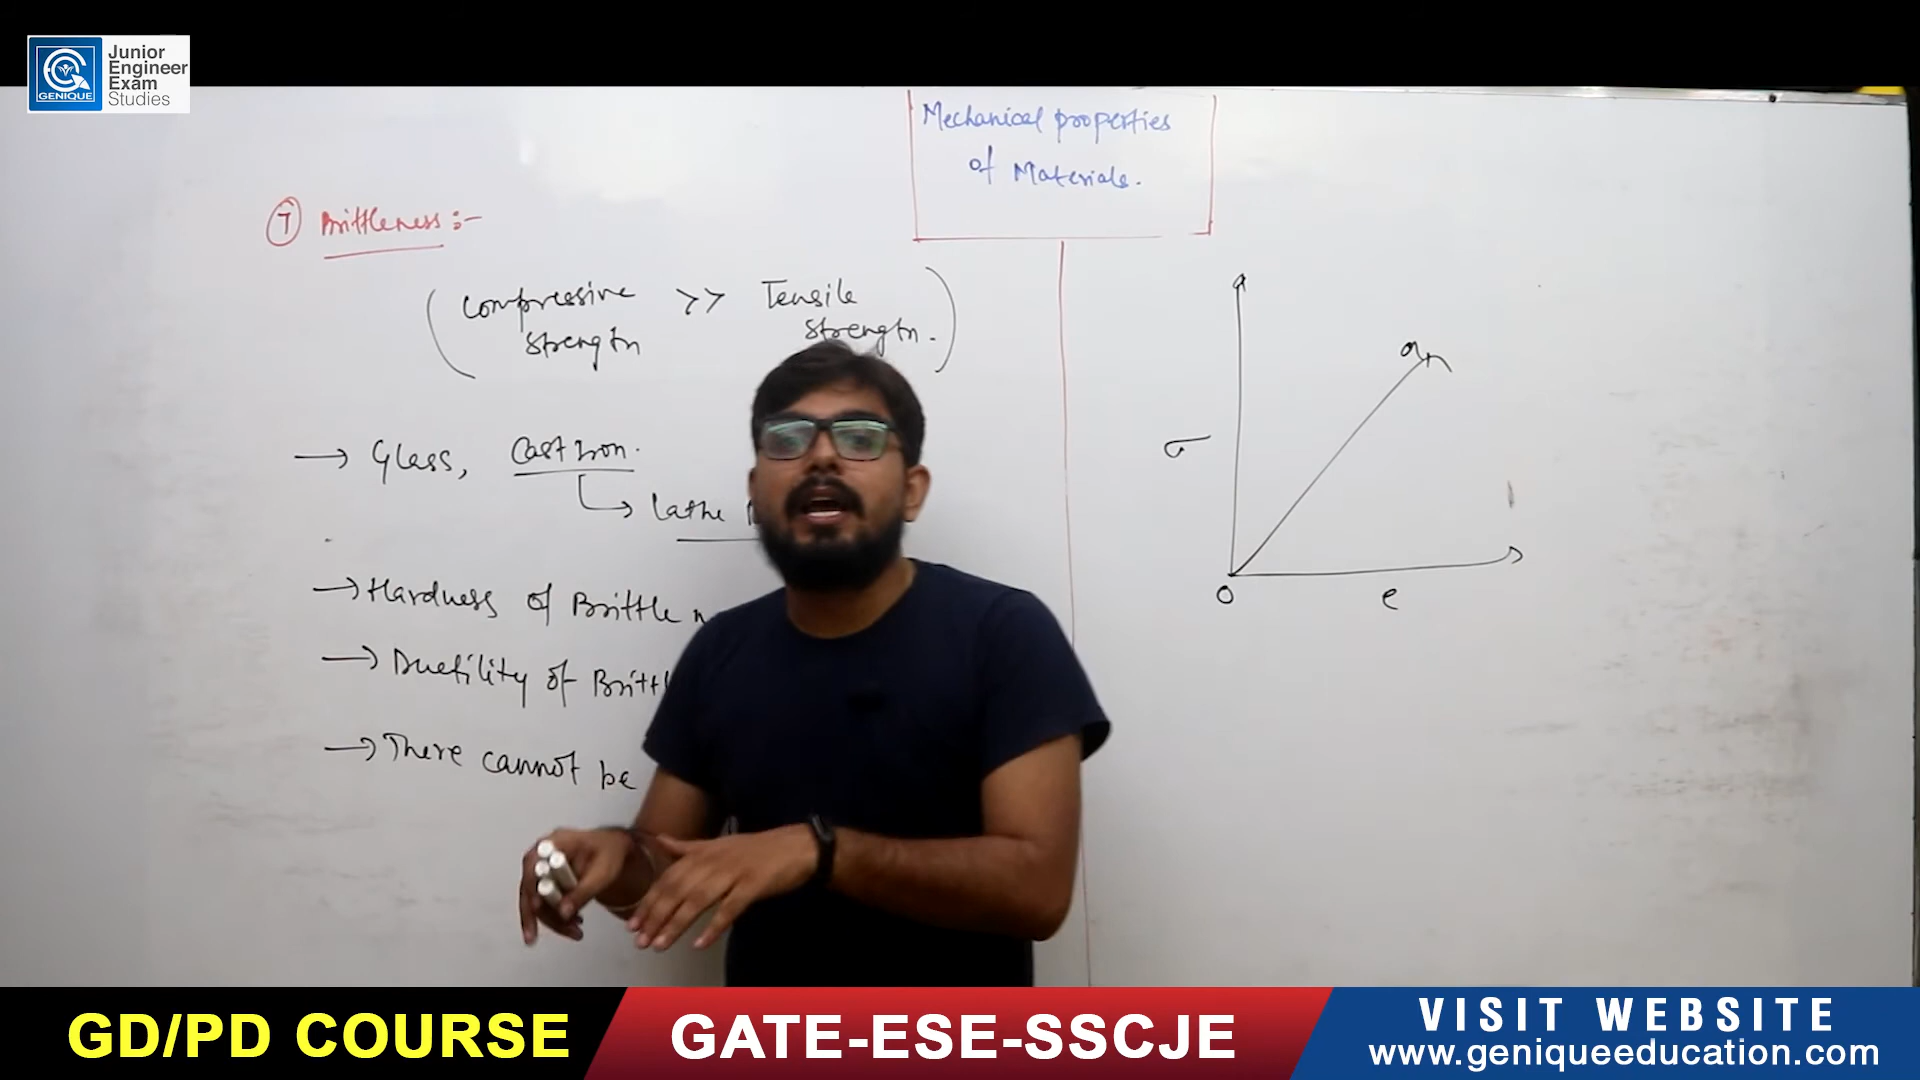 Junior
Engineer
Exam
Studies
GENIQUE
Mechanical properties
of Materials.
7 Brittleness :-
Compressive >> Tensile
strength strength.
→ Glass, Cast Iron.
Lathe
→ Hardness of Brittle
→ Ductility of
→ There cannot be
σ
O
e
GD/PD COURSE
GATE-ESE-SSCJE
VISIT WEBSITE
www.geniqueeducation.com